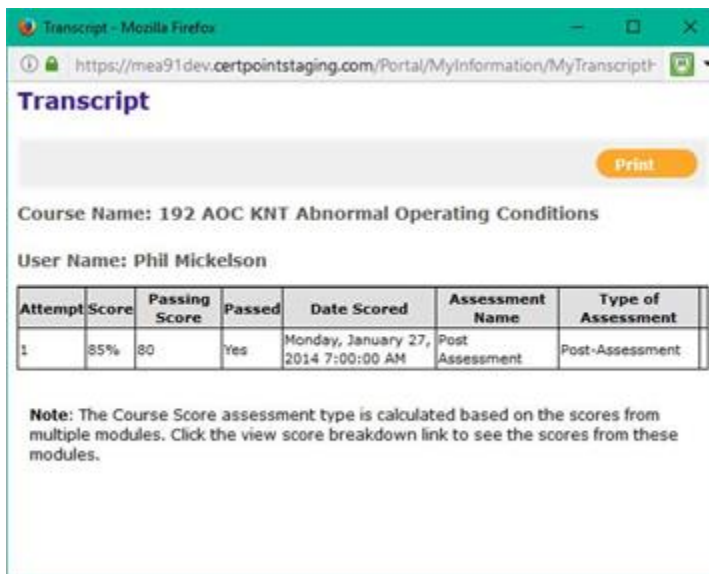 Transcript - Mozilla Firefox
https://mea91dev.certpointstaging.com/Portal/MyInformation/MyTranscriptH
Transcript
Print
Course Name: 192 AOC KNT Abnormal Operating Conditions
User Name: Phil Mickelson
Attempt Score Passing Score Passed Date Scored Assessment Name Type of Assessment
1 85% 80 Yes Monday, January 27, 2014 7:00:00 AM Post Assessment Post-Assessment
Note: The Course Score assessment type is calculated based on the scores from
multiple modules. Click the view score breakdown link to see the scores from these
modules.